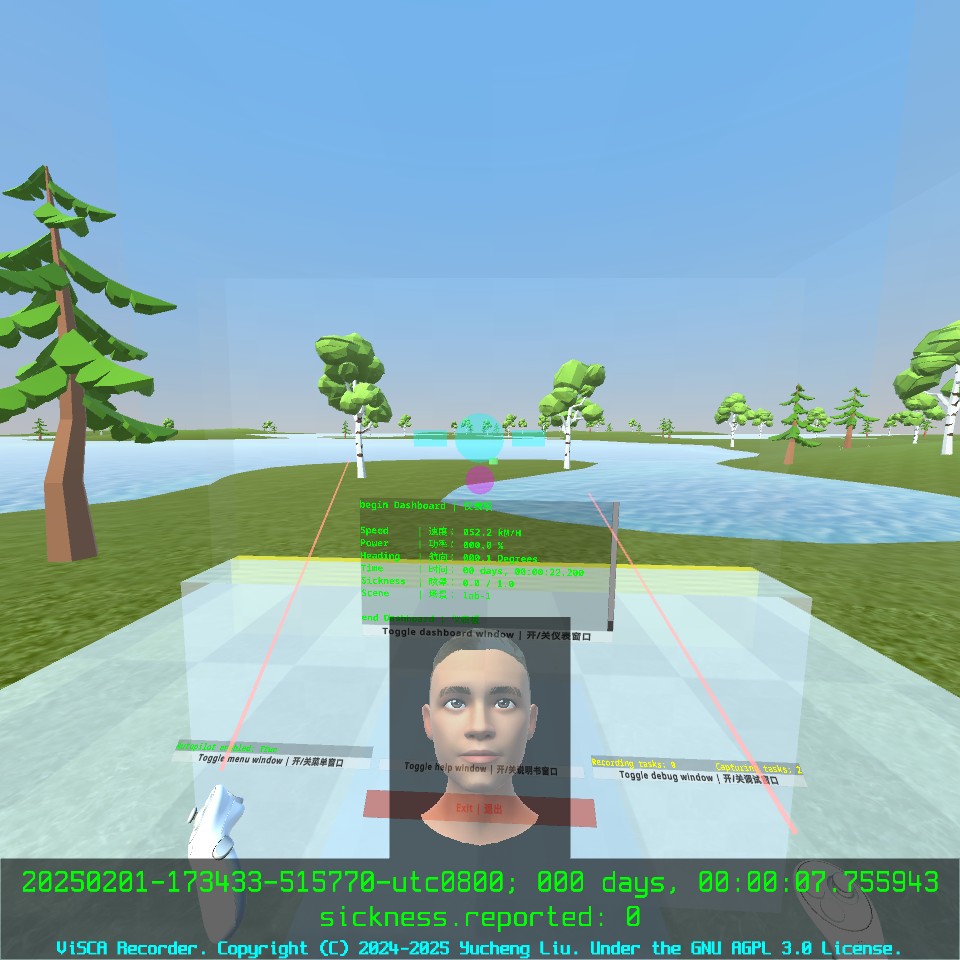 begin Dashboard |
Speed | 速度： 052.2 kM/H
Power | 功率： 000.0 %
Heading | 航向： 000.1 Degrees
Time | 时间： 00 days, 00:00:22.200
Sickness | 0.0 / 1.0
Scene | 场景： lab-1
end Dashboard |
Toggle dashboard window | 开/关仪表窗口
Autopilot enabled: True
Toggle menu window | 开/关菜单窗口
Toggle help window | 开/关说明书窗口
Recording tasks: 0 Capturing tasks: 2
Toggle debug window | 开/关调试窗口
Exit | 退出
20250201-173433-515770-utc0800; 000 days, 00:00:07.755943
sickness.reported: 0
ViSCA Recorder. Copyright (C) 2024-2025 Yucheng Liu. Under the GNU AGPL 3.0 License.